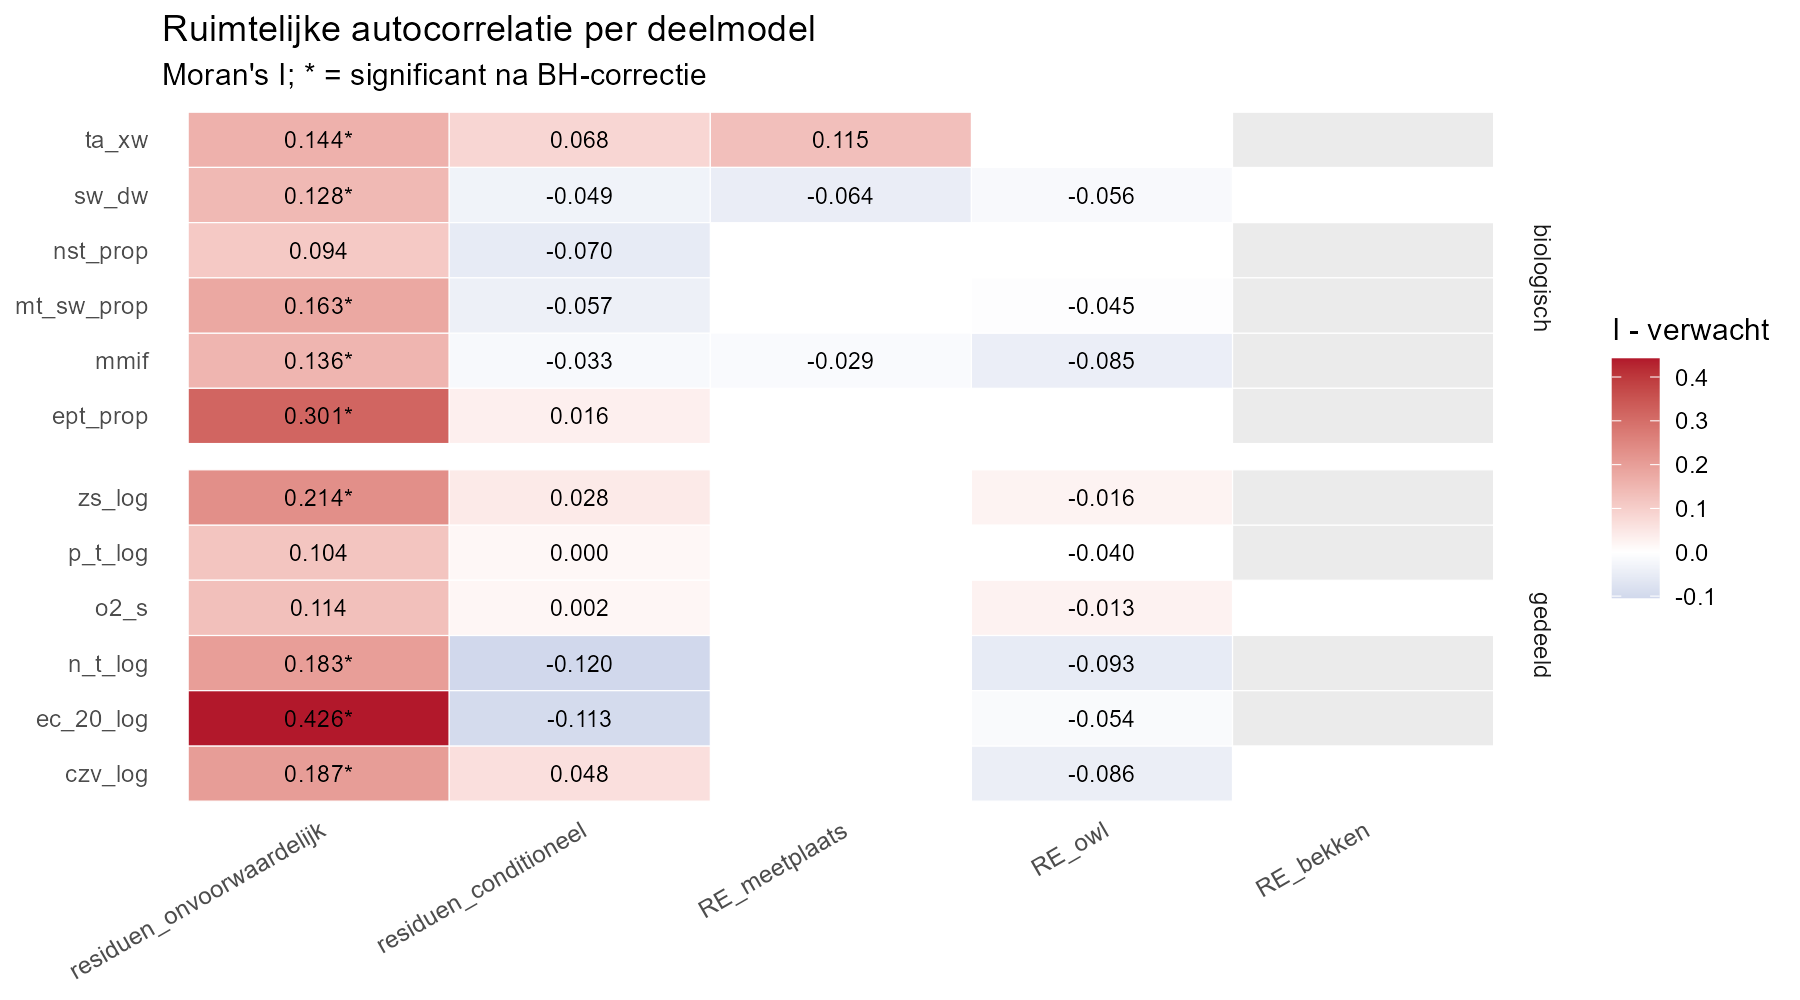 Ruimtelijke autocorrelatie per deelmodel
Moran's I; * = significant na BH-correctie
ta_xw 0.144* 0.068 0.115
sw_dw 0.128* -0.049 -0.064 -0.056
nst_prop 0.094 -0.070
mt_sw_prop 0.163* -0.057 -0.045
mmif 0.136* -0.033 -0.029 -0.085
ept_prop 0.301* 0.016
biologisch
zs_log 0.214* 0.028 -0.016
p_t_log 0.104 0.000 -0.040
o2_s 0.114 0.002 -0.013
n_t_log 0.183* -0.120 -0.093
ec_20_log 0.426* -0.113 -0.054
czv_log 0.187* 0.048 -0.086
gedeeld
residuen_onvoorwaardelijk
residuen_conditioneel
RE_meetplaats
RE_owl
RE_bekken
I - verwacht
0.4
0.3
0.2
0.1
0.0
-0.1